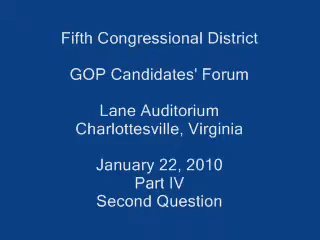 Fifth Congressional District
GOP Candidates' Forum
Lane Auditorium
Charlottesville, Virginia
January 22, 2010
Part IV
Second Question